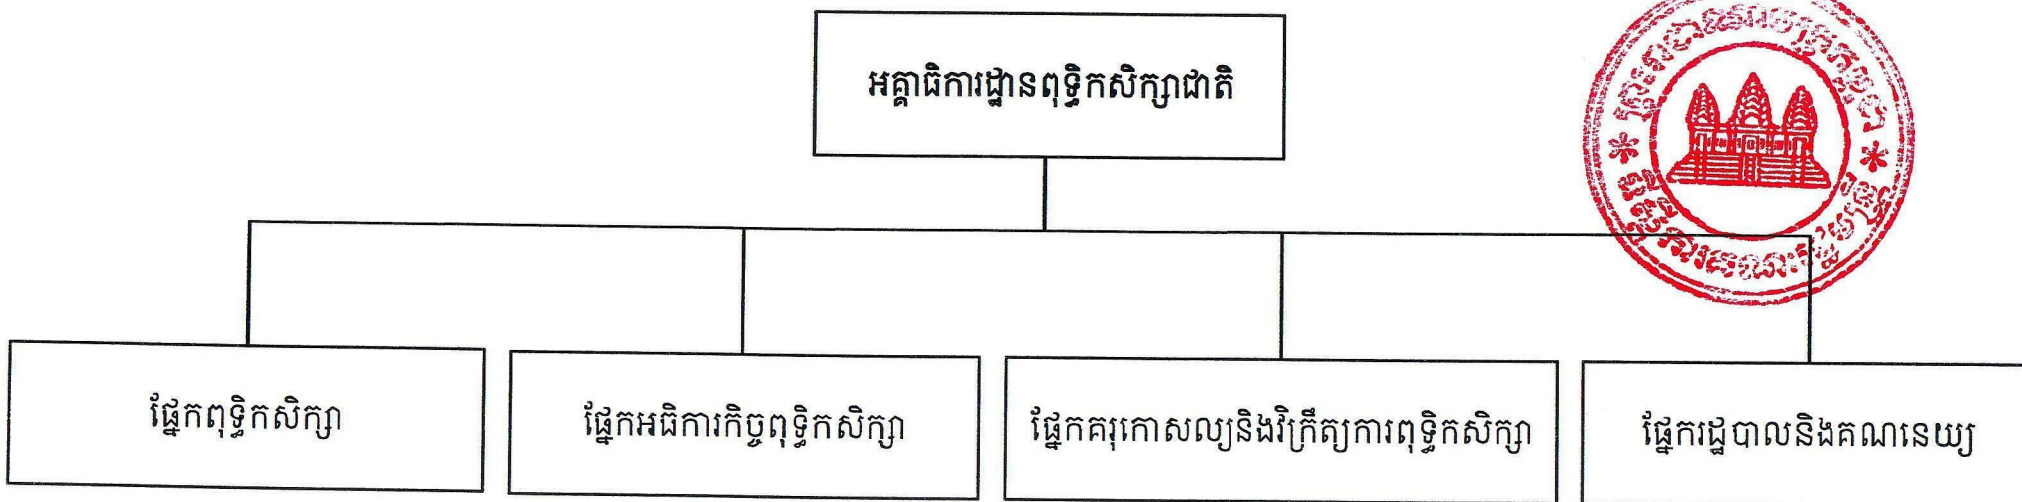 អគ្គាធិការដ្ឋានពុទ្ធិកសិក្សាជាតិ
ផ្នែកពុទ្ធិកសិក្សា
ផ្នែកអធិការកិច្ចពុទ្ធិកសិក្សា
ផ្នែកគរុកោសល្យនិងវិក្រឹត្យការពុទ្ធិកសិក្សា
ផ្នែករដ្ឋបាលនិងគណនេយ្យ